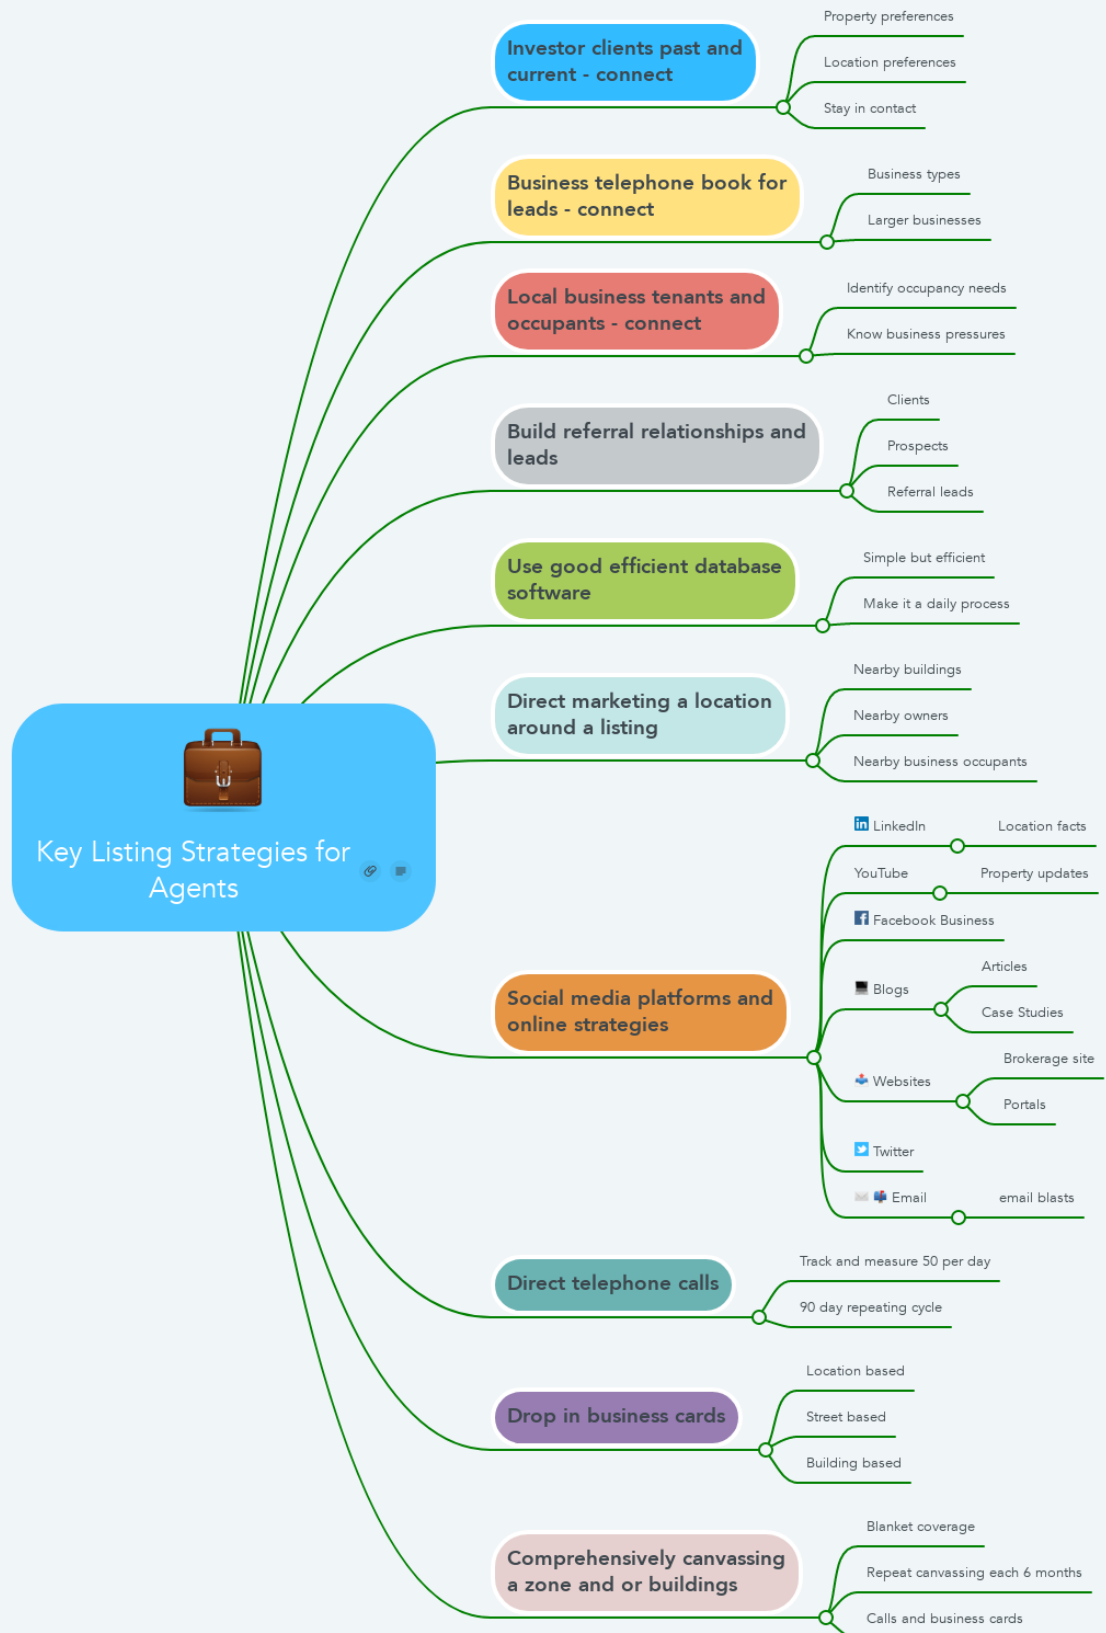 Key Listing Strategies for
Agents
Investor clients past and
current - connect
Property preferences
Location preferences
Stay in contact
Business telephone book for
leads - connect
Business types
Larger businesses
Local business tenants and
occupants - connect
Identify occupancy needs
Know business pressures
Build referral relationships and
leads
Clients
Prospects
Referral leads
Use good efficient database
software
Simple but efficient
Make it a daily process
Direct marketing a location
around a listing
Nearby buildings
Nearby owners
Nearby business occupants
Social media platforms and
online strategies
LinkedIn
Location facts
YouTube
Property updates
Facebook Business
Blogs
Articles
Case Studies
Websites
Brokerage site
Portals
Twitter
Email
email blasts
Direct telephone calls
Track and measure 50 per day
90 day repeating cycle
Drop in business cards
Location based
Street based
Building based
Comprehensively canvassing
a zone and or buildings
Blanket coverage
Repeat canvassing each 6 months
Calls and business cards